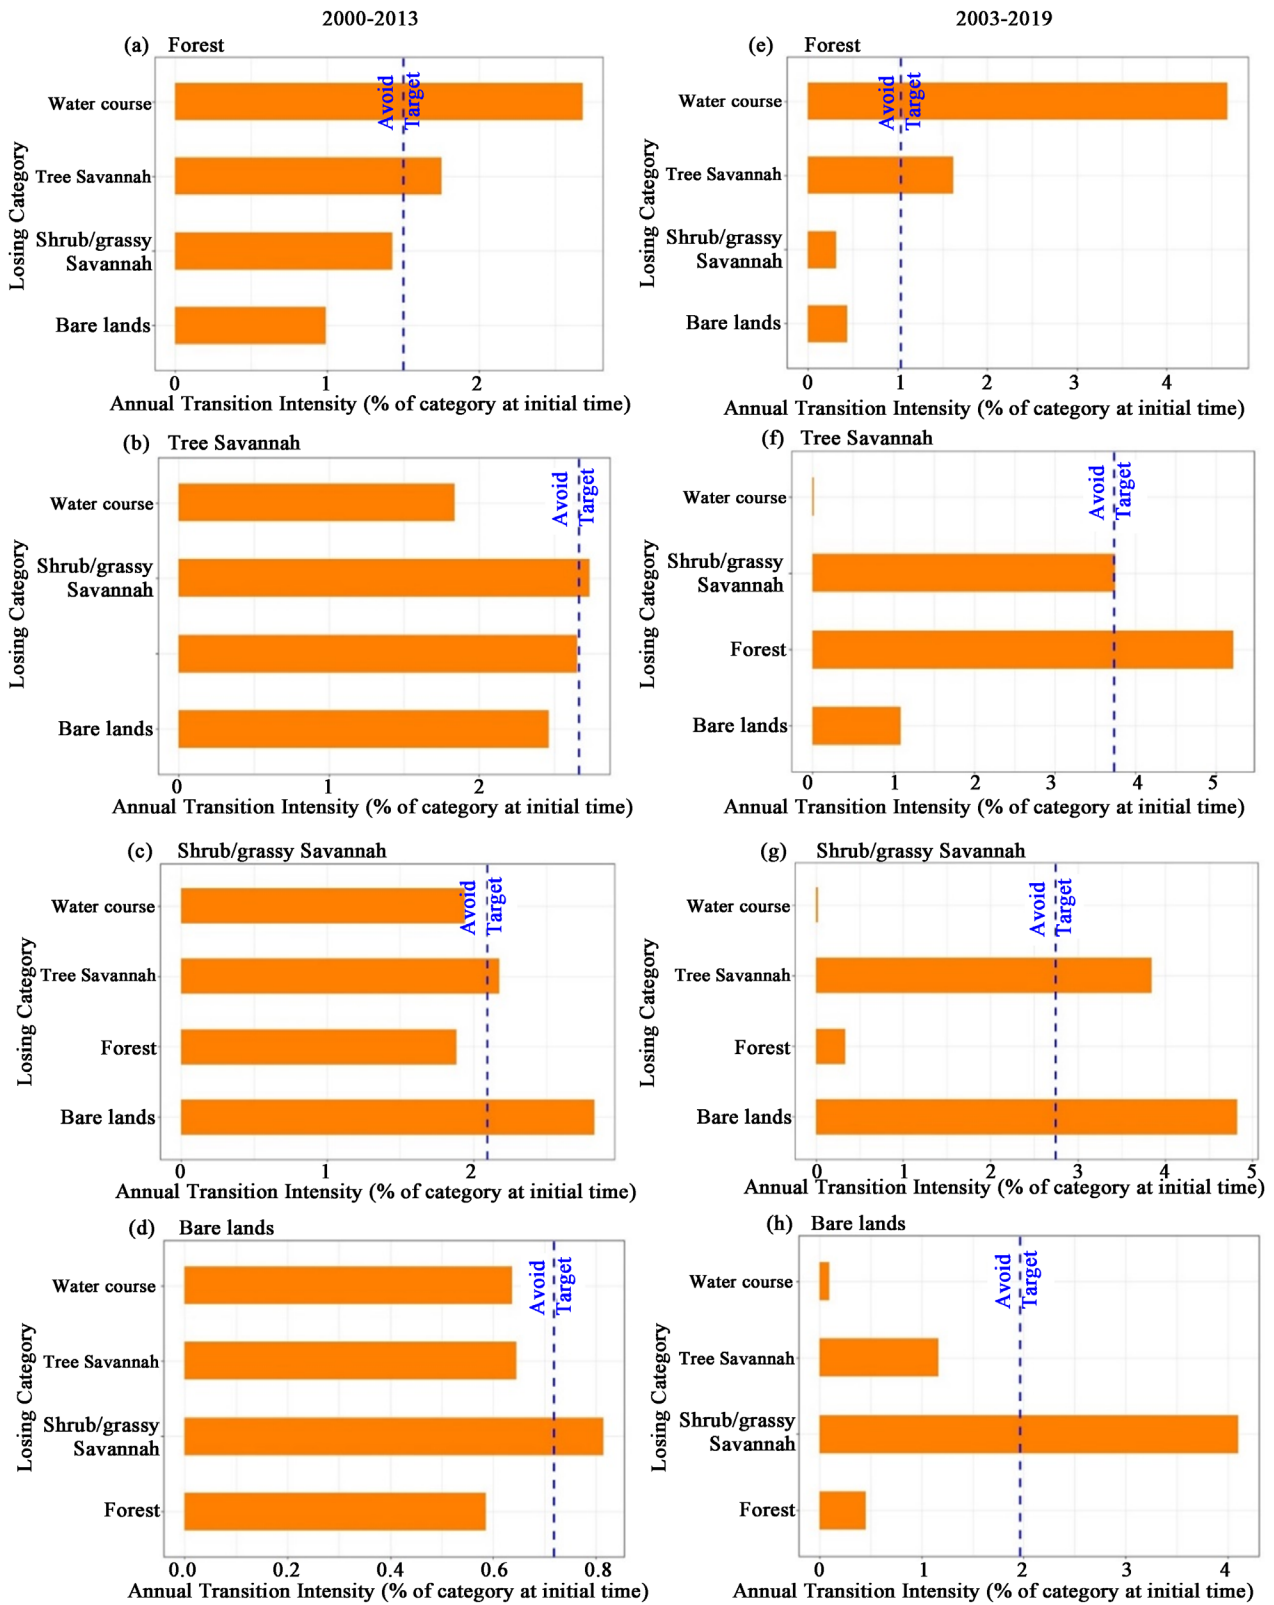 2000-2013
(a) Forest
Avoid
Target
Water course
Tree Savannah
Shrub/grassy
Savannah
Bare lands
Losing Category
0 1 2
Annual Transition Intensity (% of category at initial time)
(b) Tree Savannah
Avoid
Target
Water course
Shrub/grassy
Savannah
Bare lands
Losing Category
0 1 2
Annual Transition Intensity (% of category at initial time)
(c) Shrub/grassy Savannah
Avoid
Target
Water course
Tree Savannah
Forest
Bare lands
Losing Category
0 1 2
Annual Transition Intensity (% of category at initial time)
(d) Bare lands
Avoid
Target
Water course
Tree Savannah
Shrub/grassy
Savannah
Forest
Losing Category
0.0 0.2 0.4 0.6 0.8
Annual Transition Intensity (% of category at initial time)
2003-2019
(e) Forest
Avoid
Target
Water course
Tree Savannah
Shrub/grassy
Savannah
Bare lands
Losing Category
0 1 2 3 4
Annual Transition Intensity (% of category at initial time)
(f) Tree Savannah
Avoid
Target
Water course
Shrub/grassy
Savannah
Forest
Bare lands
Losing Category
0 1 2 3 4 5
Annual Transition Intensity (% of category at initial time)
(g) Shrub/grassy Savannah
Avoid
Target
Water course
Tree Savannah
Forest
Bare lands
Losing Category
0 1 2 3 4 5
Annual Transition Intensity (% of category at initial time)
(h) Bare lands
Avoid
Target
Water course
Tree Savannah
Shrub/grassy
Savannah
Forest
Losing Category
0 1 2 3 4
Annual Transition Intensity (% of category at initial time)